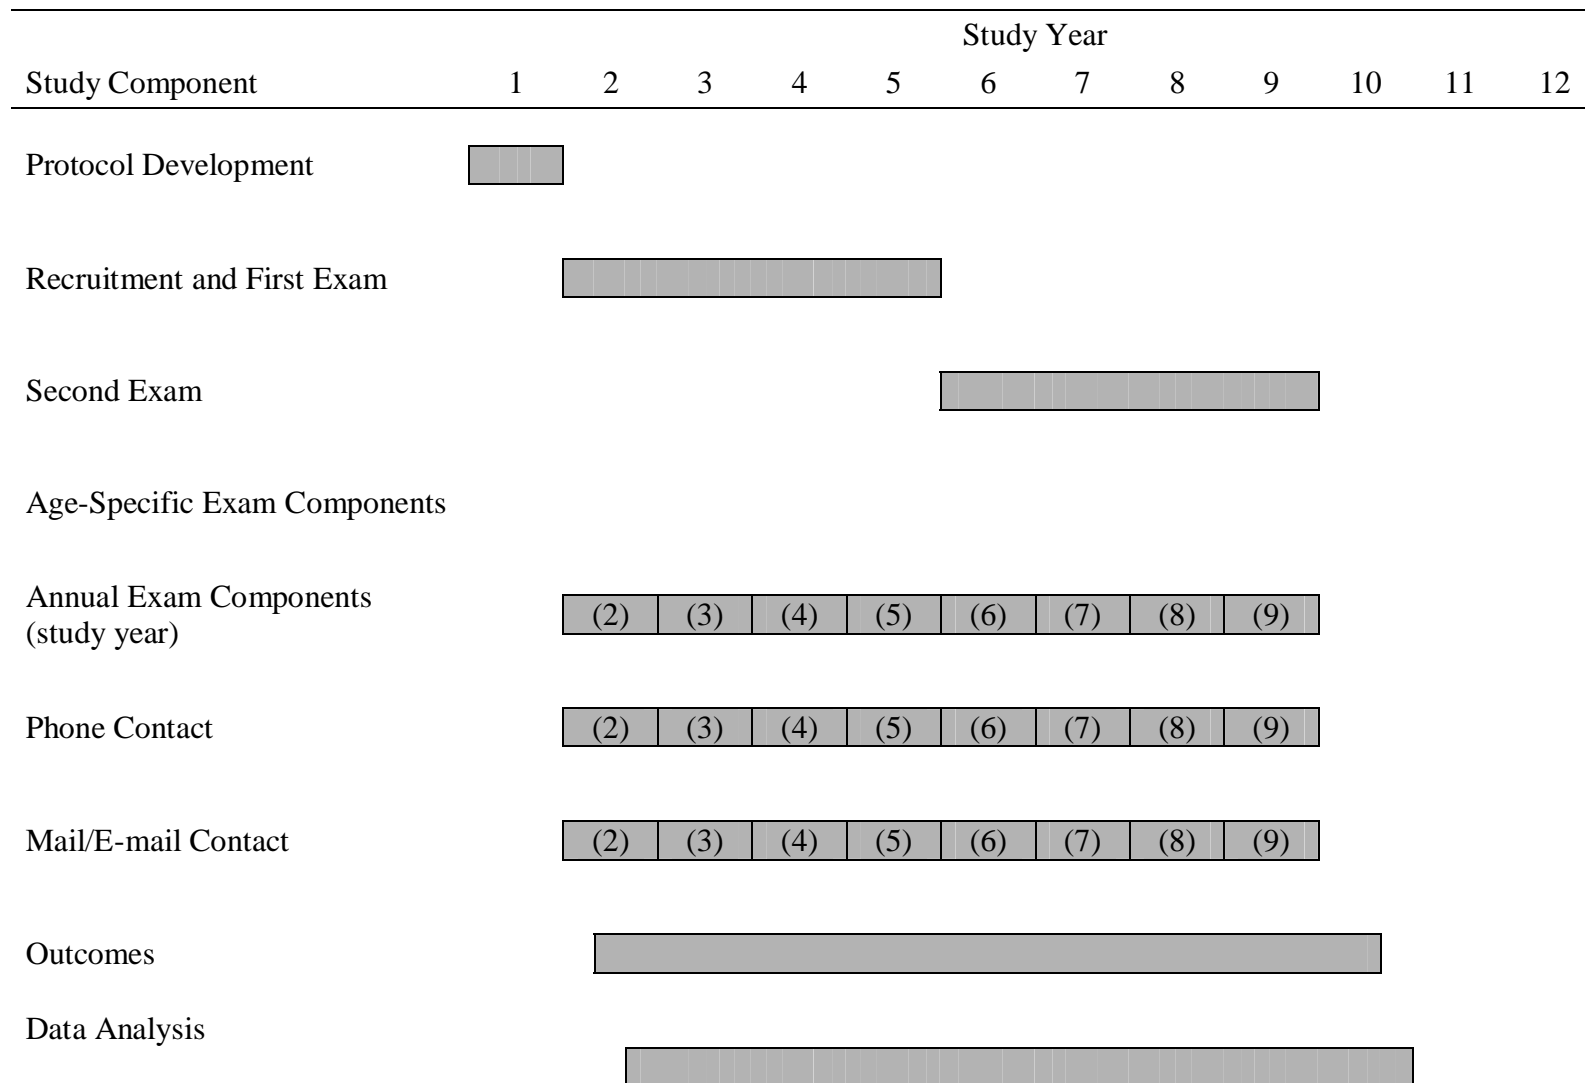 Study Year
Study Component 1 2 3 4 5 6 7 8 9 10 11 12
Protocol Development
Recruitment and First Exam
Second Exam
Age-Specific Exam Components
Annual Exam Components
(study year)
(2) (3) (4) (5) (6) (7) (8) (9)
Phone Contact (2) (3) (4) (5) (6) (7) (8) (9)
Mail/E-mail Contact (2) (3) (4) (5) (6) (7) (8) (9)
Outcomes
Data Analysis